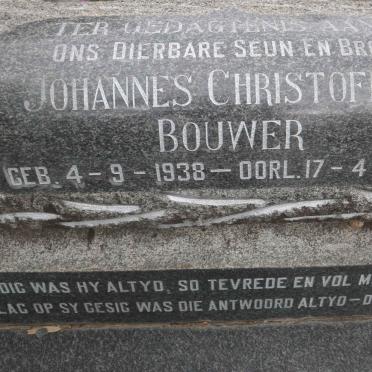 TER GEDAGTENIS AAN
ONS DIERBARE SEUN EN BR
JOHANNES CHRISTOF
BOUWER
GEB. 4-9-1938-OORL. 17-4
DIG WAS HY ALTYD, SO TEVREDE EN VOL M
LAG OP SY GESIG WAS DIE ANTWOORD ALTYD-D